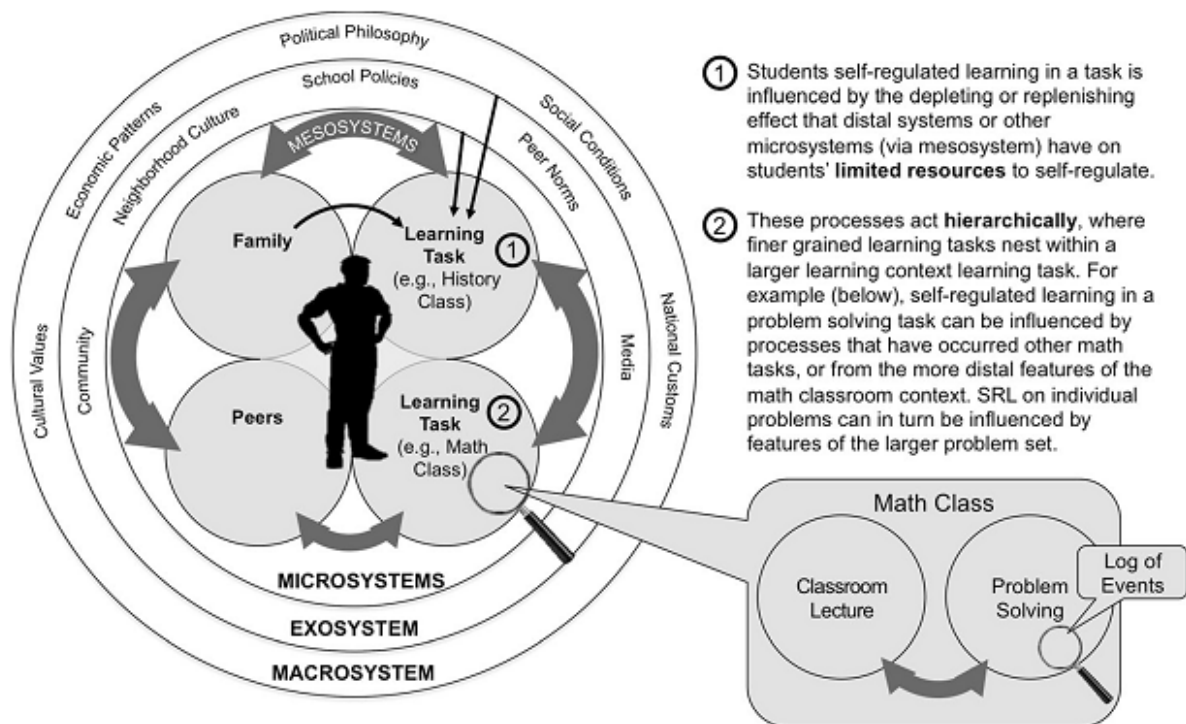 Political Philosophy
School Policies
Economic Patterns
Neighborhood Culture
Social Conditions
Peer Norms
MESOSYSTEMS
Family
Learning
Task
(e.g., History
Class)
1
Cultural Values
Community
Media
National Customs
Peers
Learning
Task
(e.g., Math
Class)
2
MICROSYSTEMS
EXOSYSTEM
MACROSYSTEM
1 Students self-regulated learning in a task is
influenced by the depleting or replenishing
effect that distal systems or other
microsystems (via mesosystem) have on
students' limited resources to self-regulate.
2 These processes act hierarchically, where
finer grained learning tasks nest within a
larger learning context learning task. For
example (below), self-regulated learning in a
problem solving task can be influenced by
processes that have occurred other math
tasks, or from the more distal features of the
math classroom context. SRL on individual
problems can in turn be influenced by
features of the larger problem set.
Math Class
Classroom
Lecture
Problem
Solving
Log of
Events